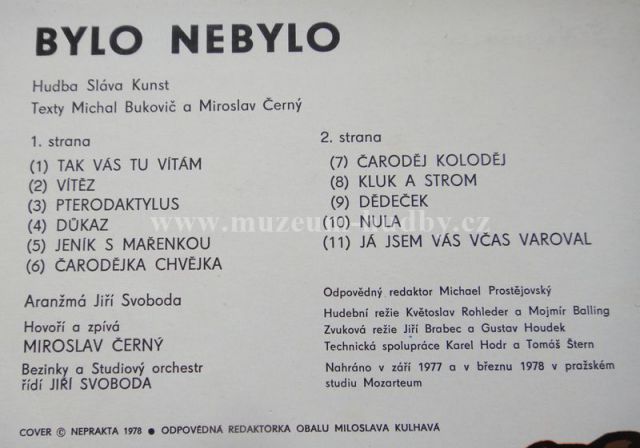 BYLO NEBYLO
Hudba Sláva Kunst
Texty Michal Bukovič a Miroslav Černý
1. strana
(1) TAK VÁS TU VÍTÁM
(2) VÍTĚZ
(3) PTERODAKTYLUS
(4) DŮKAZ
(5) JENÍK S MAŘENKOU
(6) ČARODĚJKA CHVĚJKA
2. strana
(7) ČARODĚJ KOLODĚJ
(8) KLUK A STROM
(9) DĚDEČEK
(10) NULA
(11) JÁ JSEM VÁS VČAS VAROVAL
www.muzeum-hudby.cz
Aranžmá Jiří Svoboda
Hovoří a zpívá
MIROSLAV ČERNÝ
Bezinky a Studiový orchestr
řídí JIŘÍ SVOBODA
Odpovědný redaktor Michael Prostějovský
Hudební režie Květoslav Rohleder a Mojmír Balling
Zvuková režie Jiří Brabec a Gustav Houdek
Technická spolupráce Karel Hodr a Tomáš Štern
Nahráno v září 1977 a v březnu 1978 v pražském
studiu Mozarteum
COVER © NEPRAKTA 1978 ● ODPOVĚDNÁ REDAKTORKA OBALU MILOSLAVA KULHAVÁ